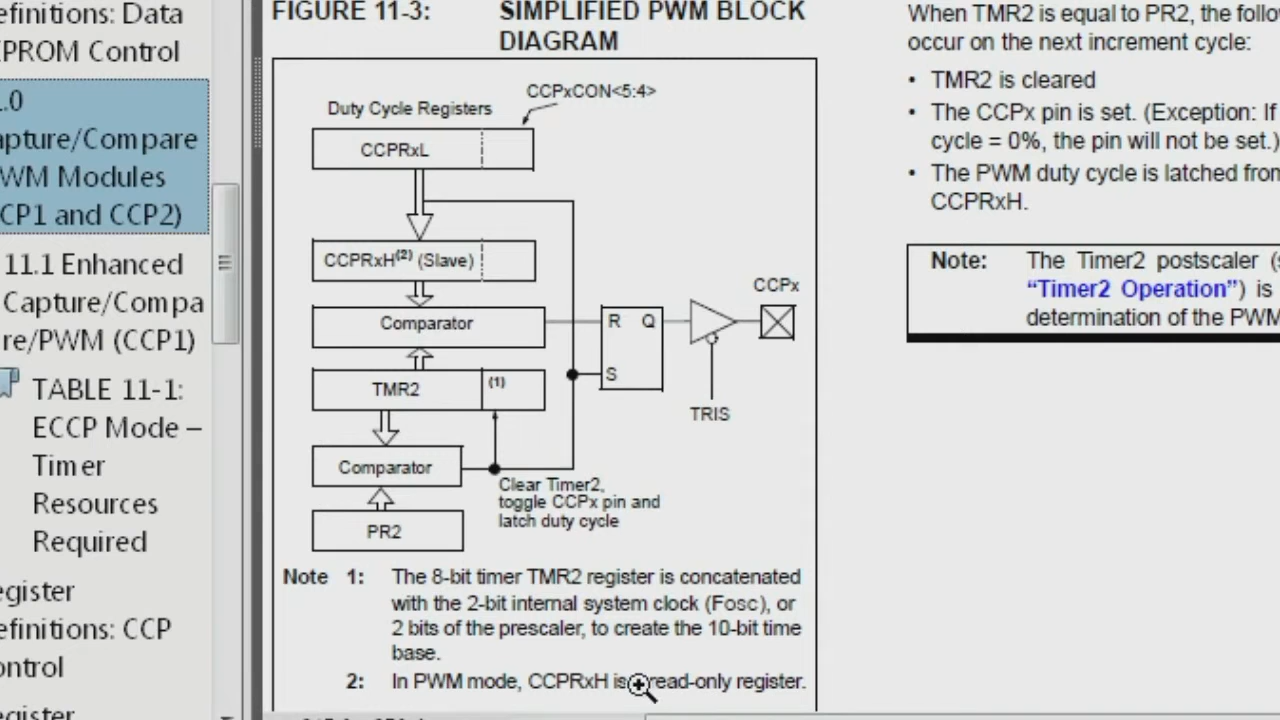 efinitions: Data
EPROM Control
.0
apture/Compare
WM Modules
CP1 and CCP2)
11.1 Enhanced
Capture/Compa
re/PWM (CCP1)
TABLE 11-1:
ECCP Mode –
Timer
Resources
Required
egister
efinitions: CCP
ontrol
egister
FIGURE 11-3: SIMPLIFIED PWM BLOCK
DIAGRAM
CCPxCON<5:4>
Duty Cycle Registers
CCPRxL
CCPRxH(2) (Slave)
Comparator
TMR2 (1)
Comparator
PR2
R Q
S
CCPx
TRIS
Clear Timer2,
toggle CCPx pin and
latch duty cycle
Note 1: The 8-bit timer TMR2 register is concatenated
with the 2-bit internal system clock (Fosc), or
2 bits of the prescaler, to create the 10-bit time
base.
2: In PWM mode, CCPRxH is read-only register.
When TMR2 is equal to PR2, the follow
occur on the next increment cycle:
• TMR2 is cleared
• The CCPx pin is set. (Exception: If
cycle = 0%, the pin will not be set.)
• The PWM duty cycle is latched from
CCPRxH.
Note: The Timer2 postscaler (s
“Timer2 Operation”) is
determination of the PWM